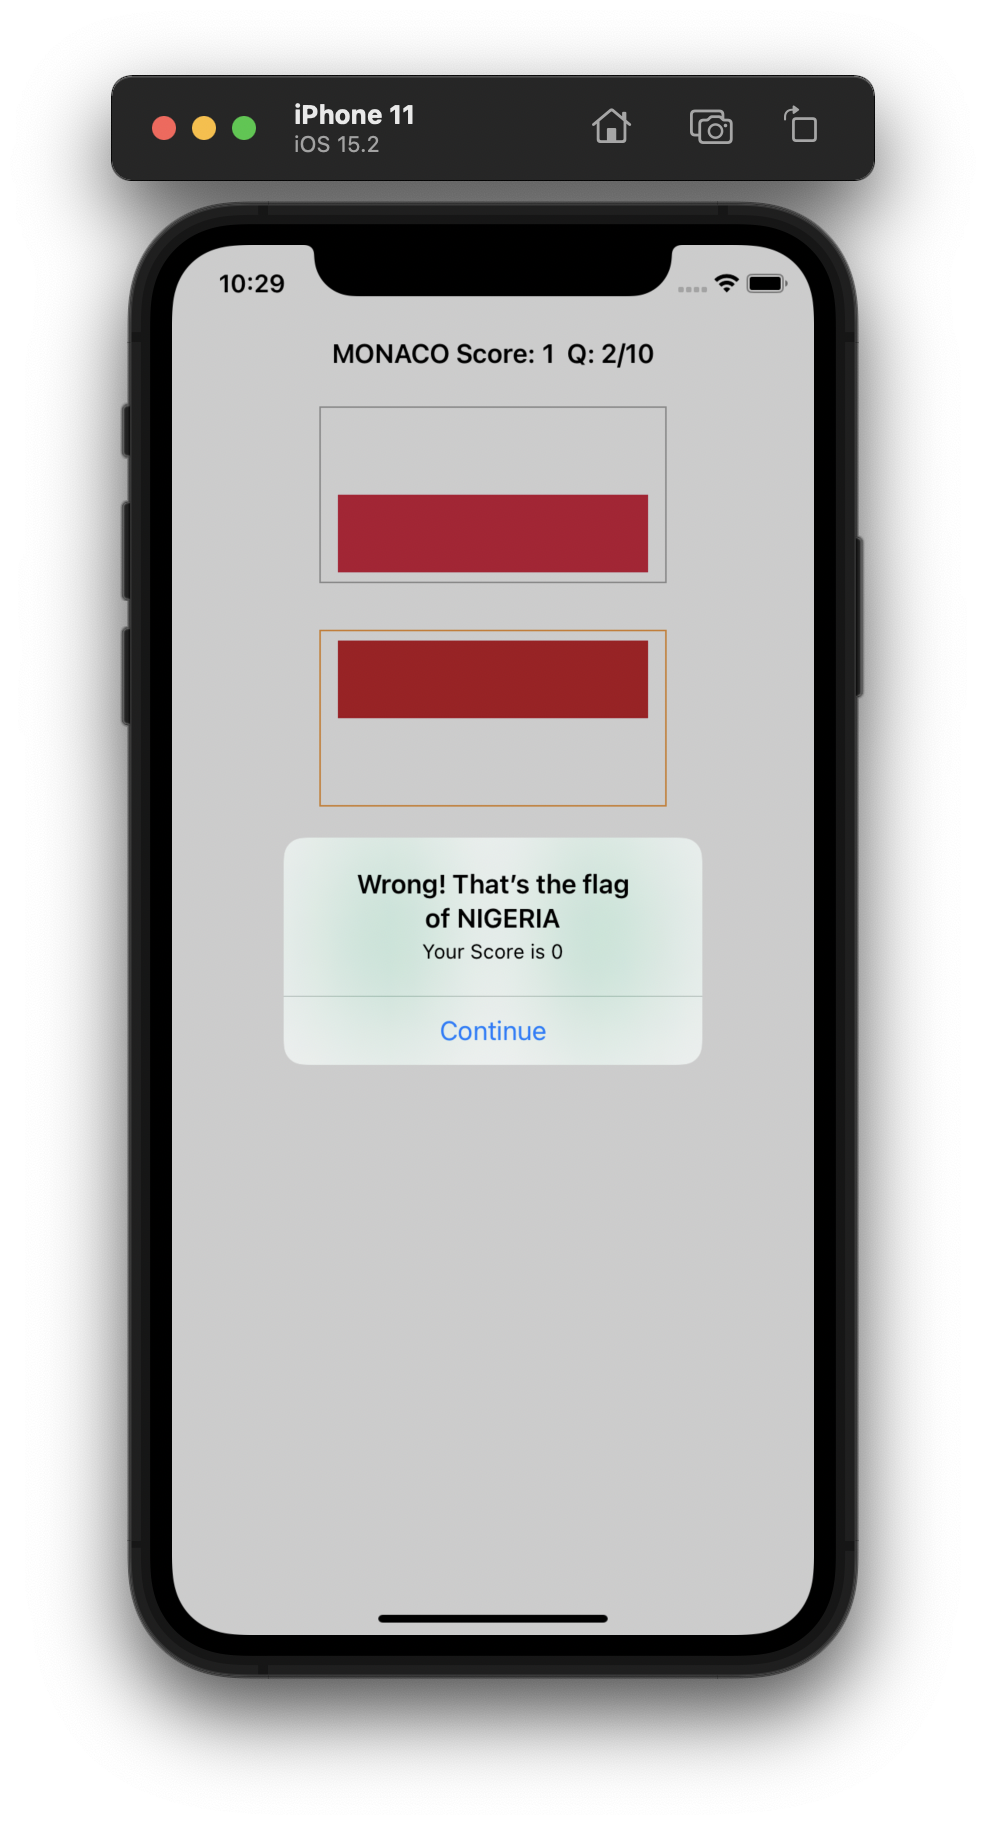 iPhone 11
iOS 15.2
10:29
MONACO Score: 1 Q: 2/10
Wrong! That's the flag
of NIGERIA
Your Score is 0
Continue